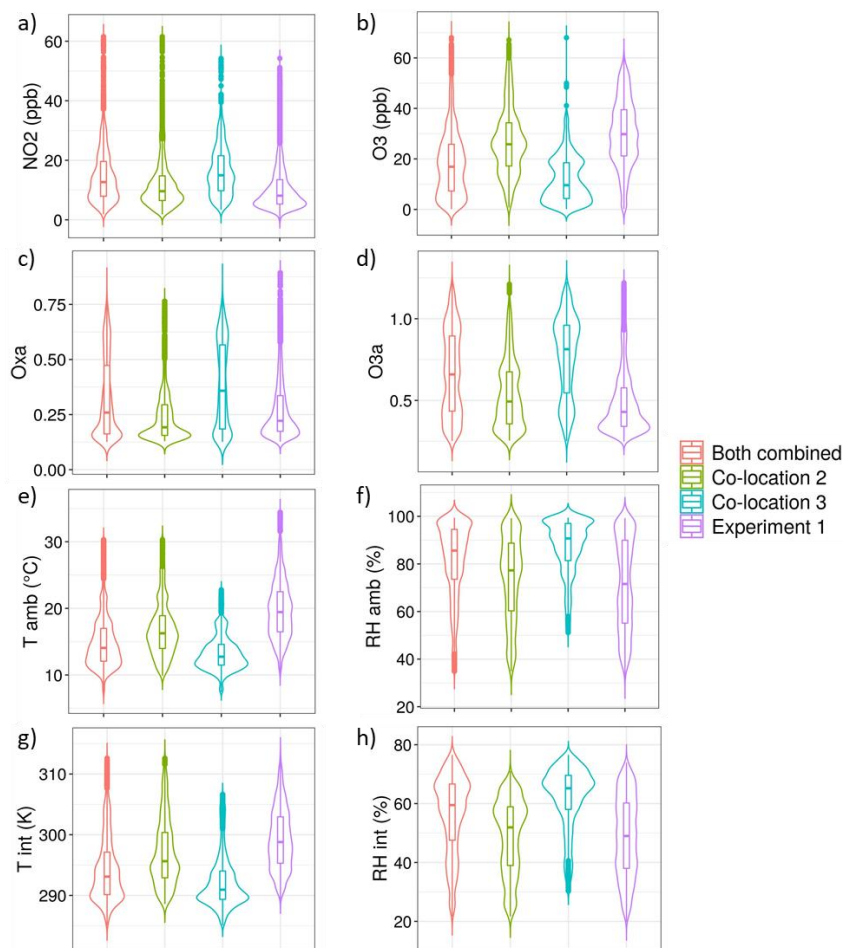 a)
NO2 (ppb)
60
40
20
0
b)
O3 (ppb)
60
40
20
0
c)
Oxa
0.75
0.50
0.25
0.00
d)
O3a
1.0
0.5
Both combined
Co-location 2
Co-location 3
Experiment 1
e)
T amb (°C)
30
20
10
f)
RH amb (%)
100
80
60
40
20
g)
T int (K)
310
300
290
h)
RH int (%)
80
60
40
20